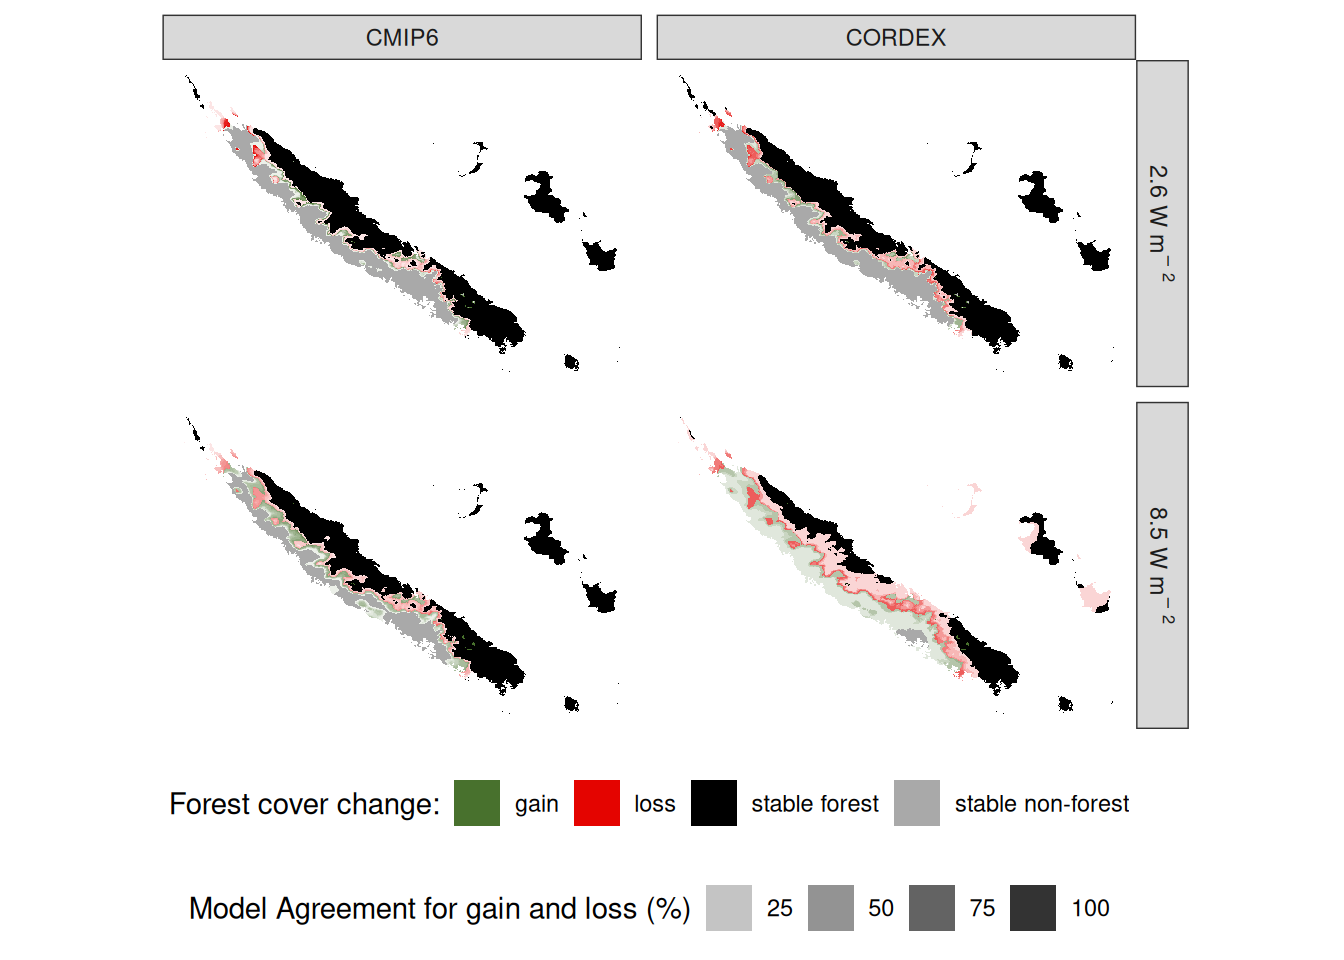 CMIP6
CORDEX
2.6 W m⁻²
8.5 W m⁻²
Forest cover change: gain loss stable forest stable non-forest
Model Agreement for gain and loss (%) 25 50 75 100